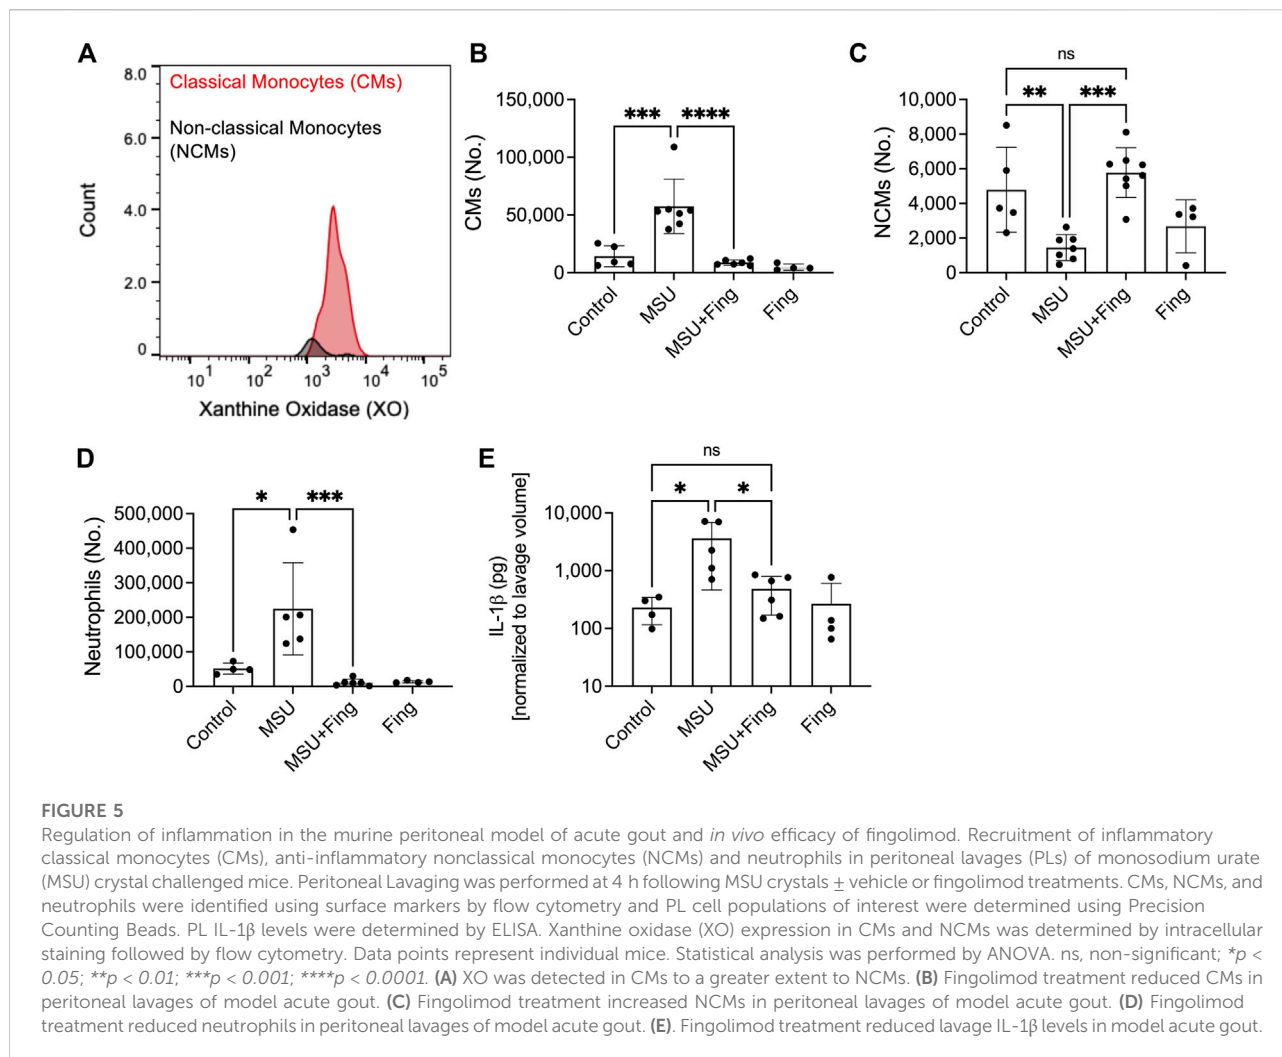 A
8.0
6.0
4.0
2.0
0
Count
Classical Monocytes (CMs)
Non-classical Monocytes
(NCMs)
10^1 10^2 10^3 10^4 10^5
Xanthine Oxidase (XO)
B
*** ****
150,000
100,000
50,000
0
CMs (No.)
Control MSU MSU+Fing Fing
C
ns
** ***
10,000
8,000
6,000
4,000
2,000
0
NCMs (No.)
Control MSU MSU+Fing Fing
D
* ***
500,000
400,000
300,000
200,000
100,000
0
Neutrophils (No.)
Control MSU MSU+Fing Fing
E
ns
* *
10,000
1,000
100
10
IL-1β (pg)
[normalized to lavage volume]
Control MSU MSU+Fing Fing
FIGURE 5
Regulation of inflammation in the murine peritoneal model of acute gout and in vivo efficacy of fingolimod. Recruitment of inflammatory
classical monocytes (CMs), anti-inflammatory nonclassical monocytes (NCMs) and neutrophils in peritoneal lavages (PLs) of monosodium urate
(MSU) crystal challenged mice. Peritoneal Lavaging was performed at 4 h following MSU crystals ± vehicle or fingolimod treatments. CMs, NCMs, and
neutrophils were identified using surface markers by flow cytometry and PL cell populations of interest were determined using Precision
Counting Beads. PL IL-1β levels were determined by ELISA. Xanthine oxidase (XO) expression in CMs and NCMs was determined by intracellular
staining followed by flow cytometry. Data points represent individual mice. Statistical analysis was performed by ANOVA. ns, non-significant; *p <
0.05; **p < 0.01; ***p < 0.001; ****p < 0.0001. (A) XO was detected in CMs to a greater extent to NCMs. (B) Fingolimod treatment reduced CMs in
peritoneal lavages of model acute gout. (C) Fingolimod treatment increased NCMs in peritoneal lavages of model acute gout. (D) Fingolimod
treatment reduced neutrophils in peritoneal lavages of model acute gout. (E). Fingolimod treatment reduced lavage IL-1β levels in model acute gout.